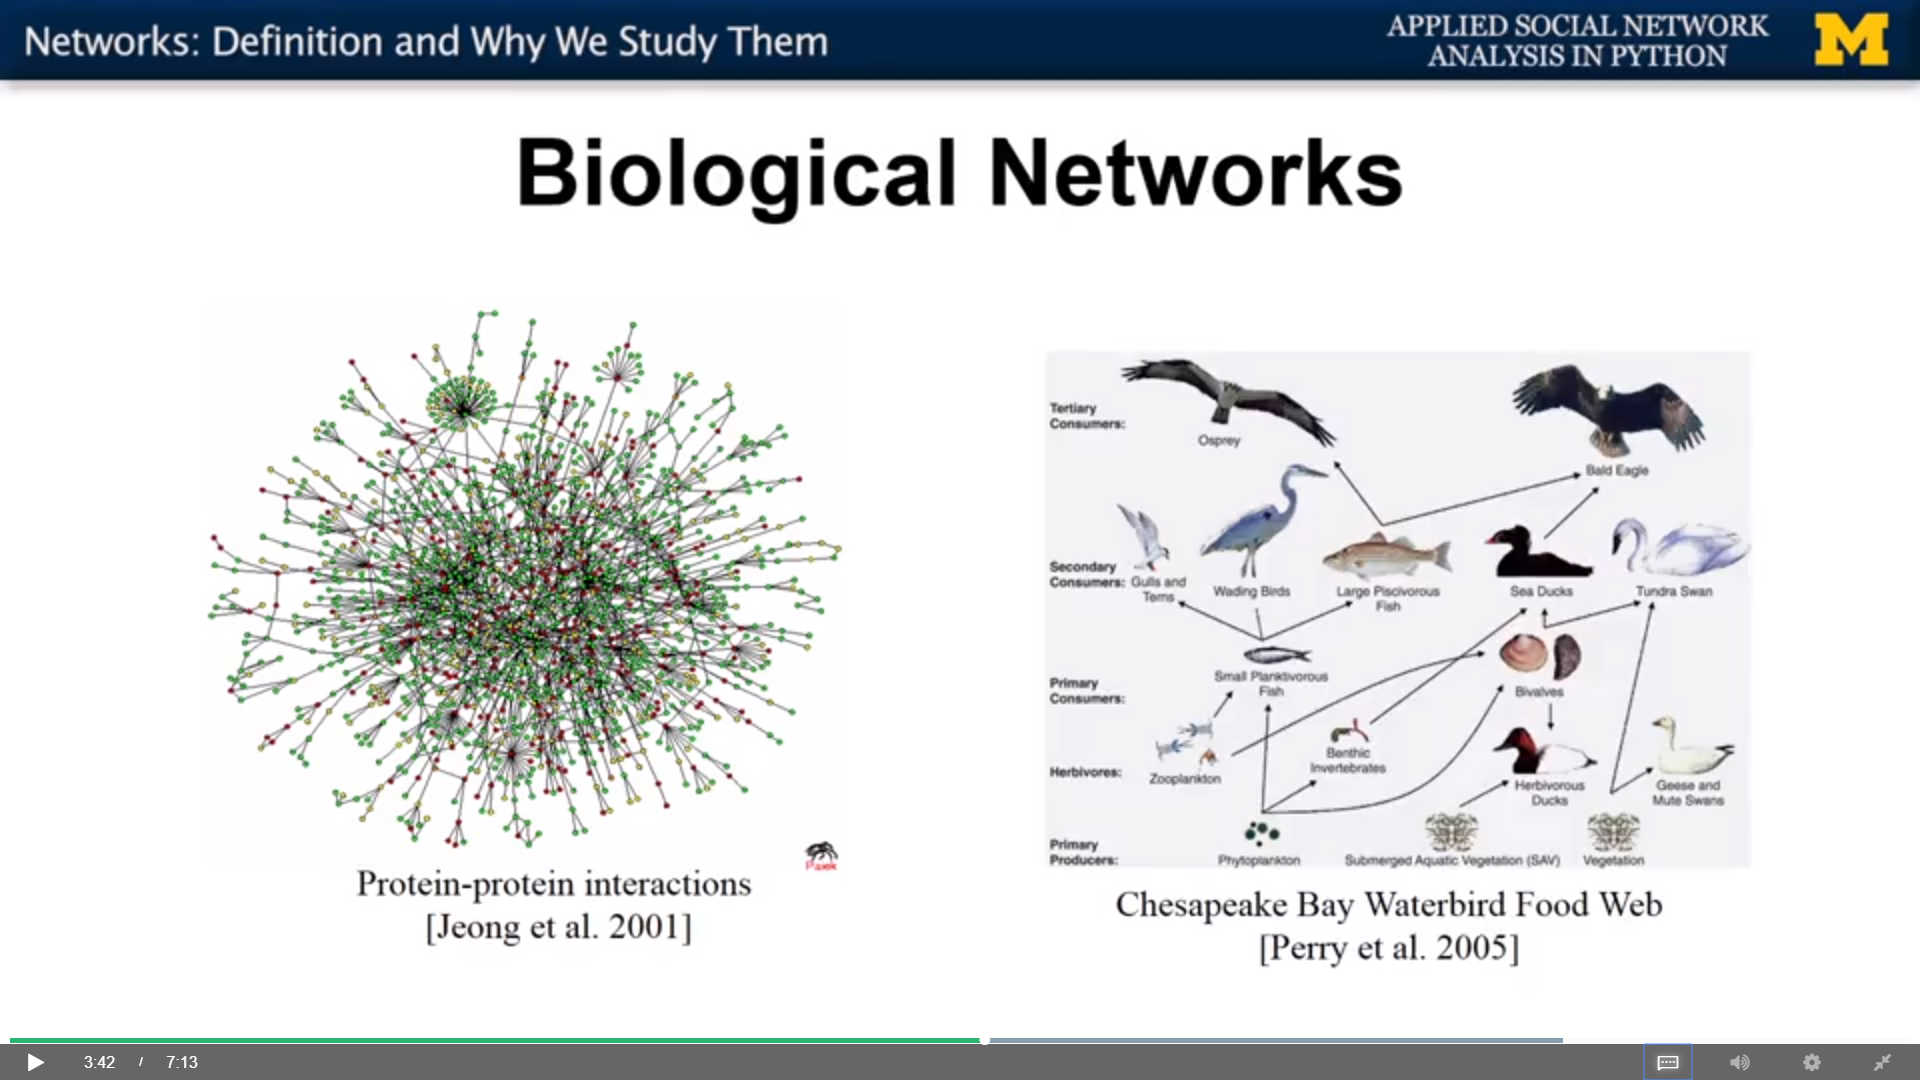 Networks: Definition and Why We Study Them
APPLIED SOCIAL NETWORK
ANALYSIS IN PYTHON
M
Biological Networks
Pajek
Protein-protein interactions
[Jeong et al. 2001]
Tertiary
Consumers:
Osprey
Bald Eagle
Secondary
Consumers:
Gulls and
Terns
Wading Birds
Large Piscivorous
Fish
Sea Ducks
Tundra Swan
Primary
Consumers:
Small Planktivorous
Fish
Bivalves
Herbivores:
Zooplankton
Benthic
Invertebrates
Herbivorous
Ducks
Geese and
Mute Swans
Primary
Producers:
Phytoplankton
Submerged Aquatic Vegetation (SAV)
Vegetation
Chesapeake Bay Waterbird Food Web
[Perry et al. 2005]
3:42 / 7:13